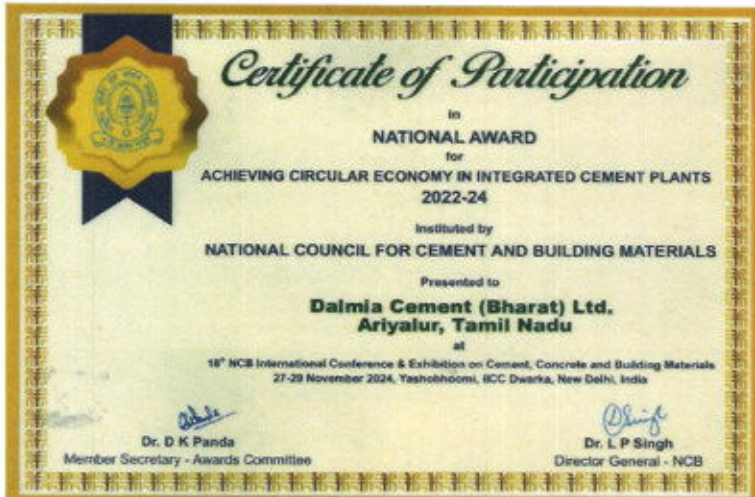 Certificate of Participation
in
NATIONAL AWARD
for
ACHIEVING CIRCULAR ECONOMY IN INTEGRATED CEMENT PLANTS
2022-24
Instituted by
NATIONAL COUNCIL FOR CEMENT AND BUILDING MATERIALS
Presented to
Dalmia Cement (Bharat) Ltd.
Ariyalur, Tamil Nadu
at
18th NCB International Conference & Exhibition on Cement, Concrete and Building Materials
27-29 November 2024, Yashobhoomi, IICC Dwarka, New Delhi, India
Dr. D K Panda
Member Secretary - Awards Committee
Dr. L P Singh
Director General - NCB